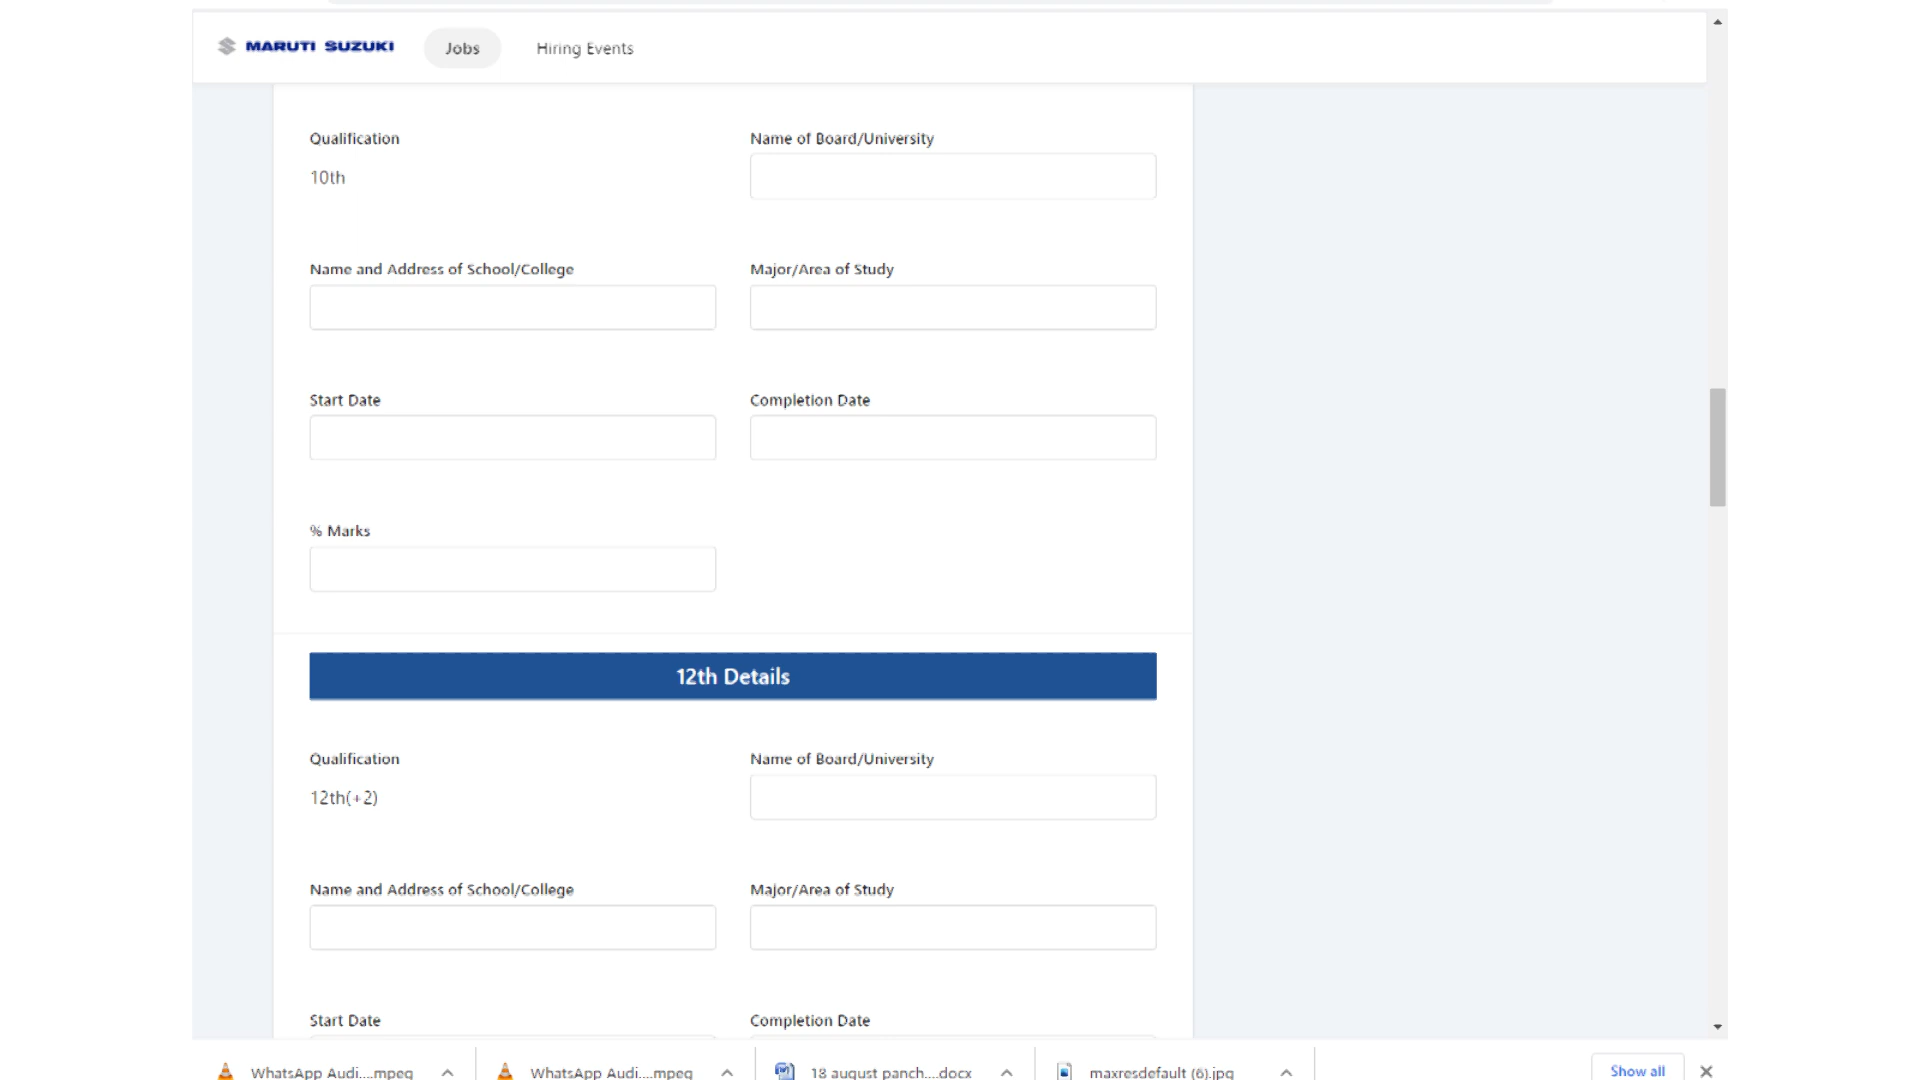 MARUTI SUZUKI Jobs Hiring Events
Qualification Name of Board/University
10th
Name and Address of School/College Major/Area of Study
Start Date Completion Date
% Marks
12th Details
Qualification Name of Board/University
12th(+2)
Name and Address of School/College Major/Area of Study
Start Date Completion Date
WhatsApp Audi....mpeg WhatsApp Audi....mpeg 18 august panch....docx maxresdefault (6).jpg Show all